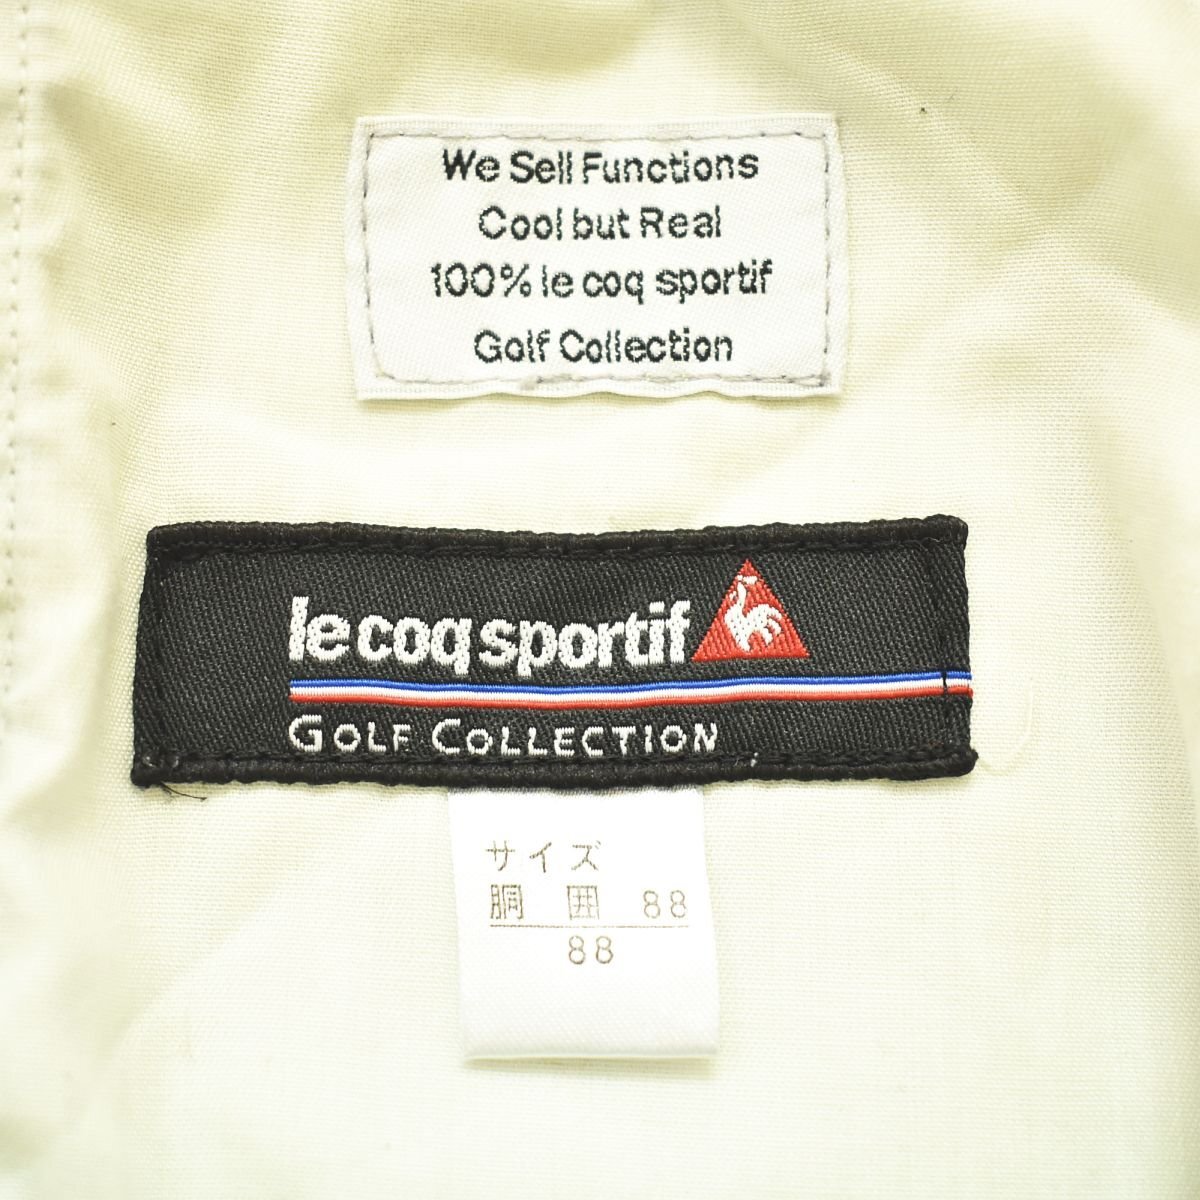 We Sell Functions
Cool but Real
100% le coq sportif
Golf Collection
le coq sportif
GOLF COLLECTION
サイズ
胴 囲 88
88